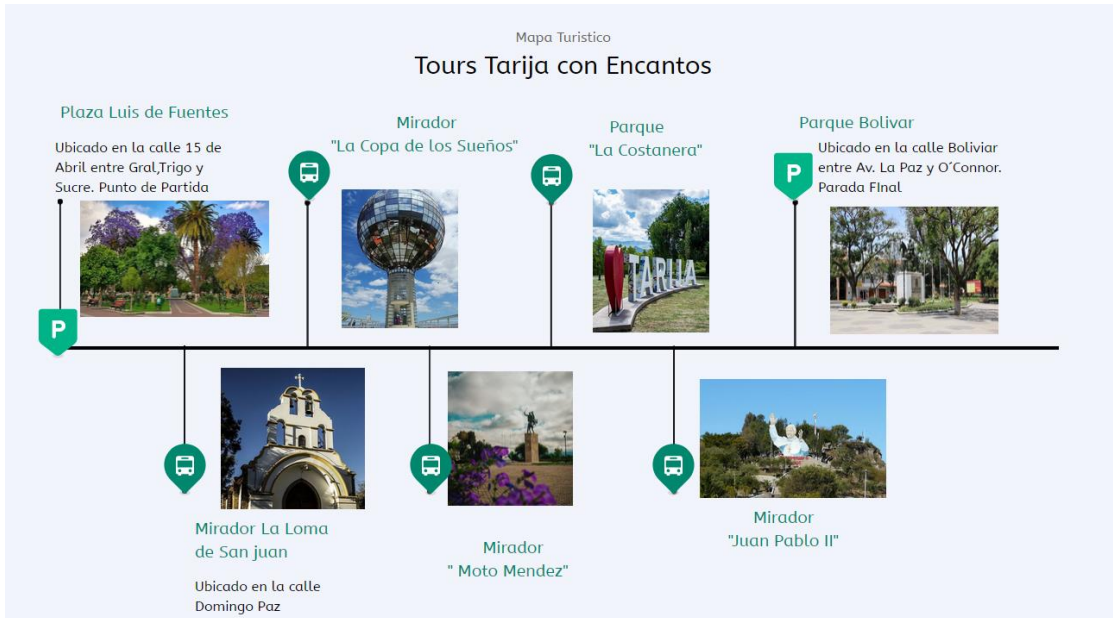 Mapa Turistico
Tours Tarija con Encantos
Plaza Luis de Fuentes
Ubicado en la calle 15 de
Abril entre Gral,Trigo y
Sucre. Punto de Partida
P
Mirador La Loma
de San juan
Ubicado en la calle
Domingo Paz
Mirador
"La Copa de los Sueños"
Mirador
" Moto Mendez"
Parque
"La Costanera"
TARIJA
Mirador
"Juan Pablo II"
Parque Bolivar
P
Ubicado en la calle Boliviar
entre Av. La Paz y O´Connor.
Parada FInal